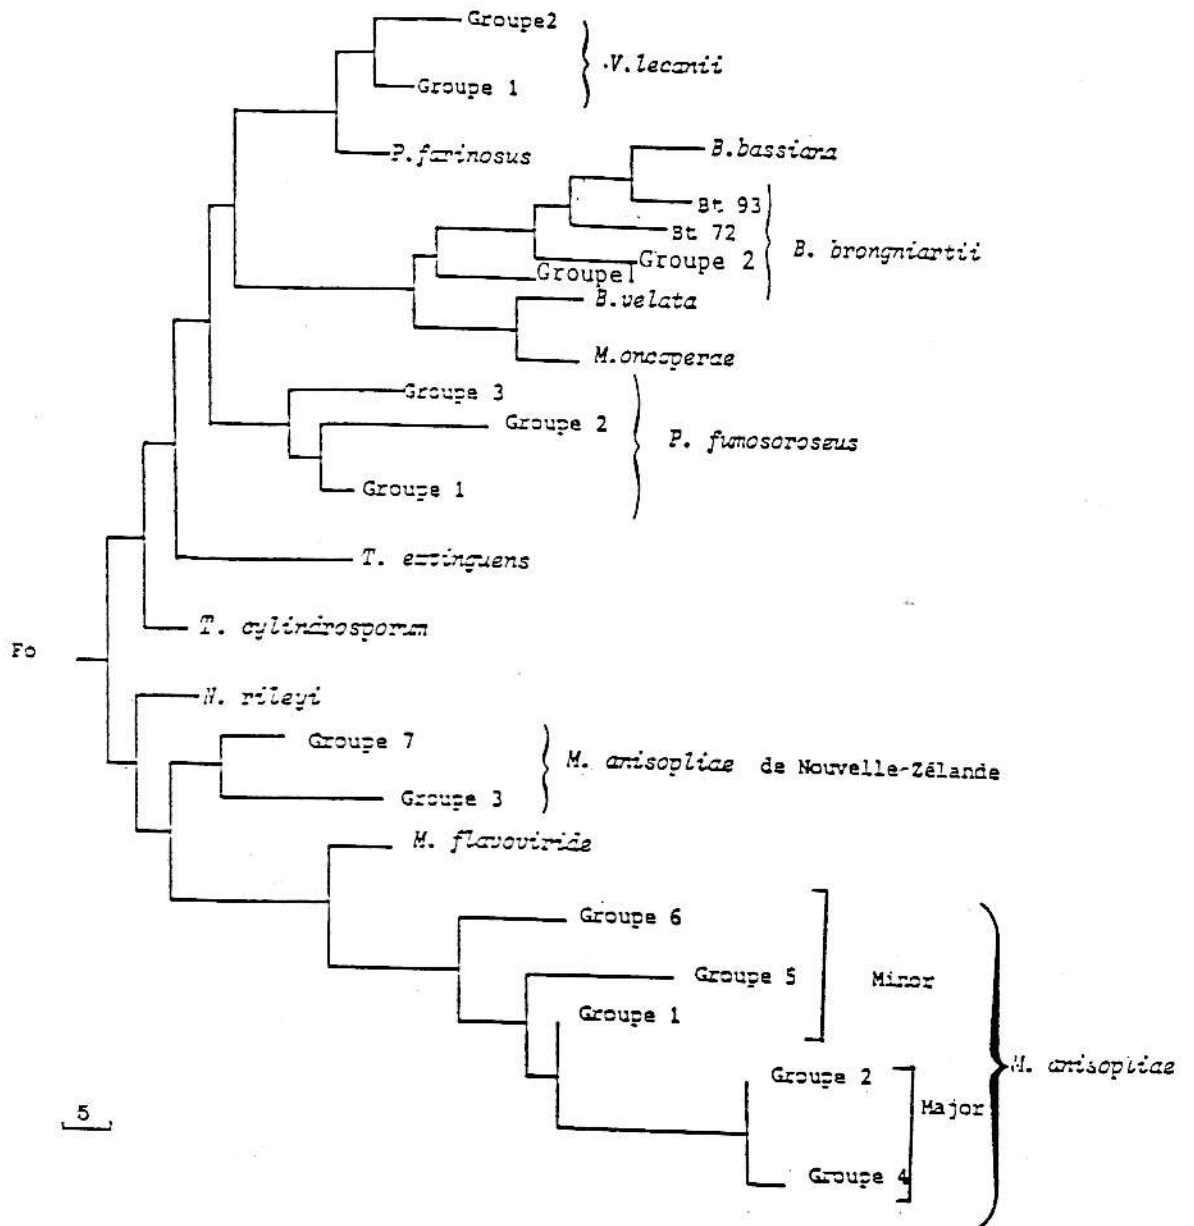 Groupe2
V.lecanii
Groupe 1
P.farinosus
B.bassiana
Bt 93
Bt 72
B. brongniartii
Groupe 2
Groupe1
B.velata
M.oncoperae
Groupe 3
Groupe 2
P. fumosoroseus
Groupe 1
T. extinguens
T. cylindrosporum
Fo
N. rileyi
Groupe 7
M. anisopliae de Nouvelle-Zélande
Groupe 3
M. flavoviride
Groupe 6
Groupe 5
Minor
Groupe 1
M. anisopliae
Groupe 2
Major
5
Groupe 4